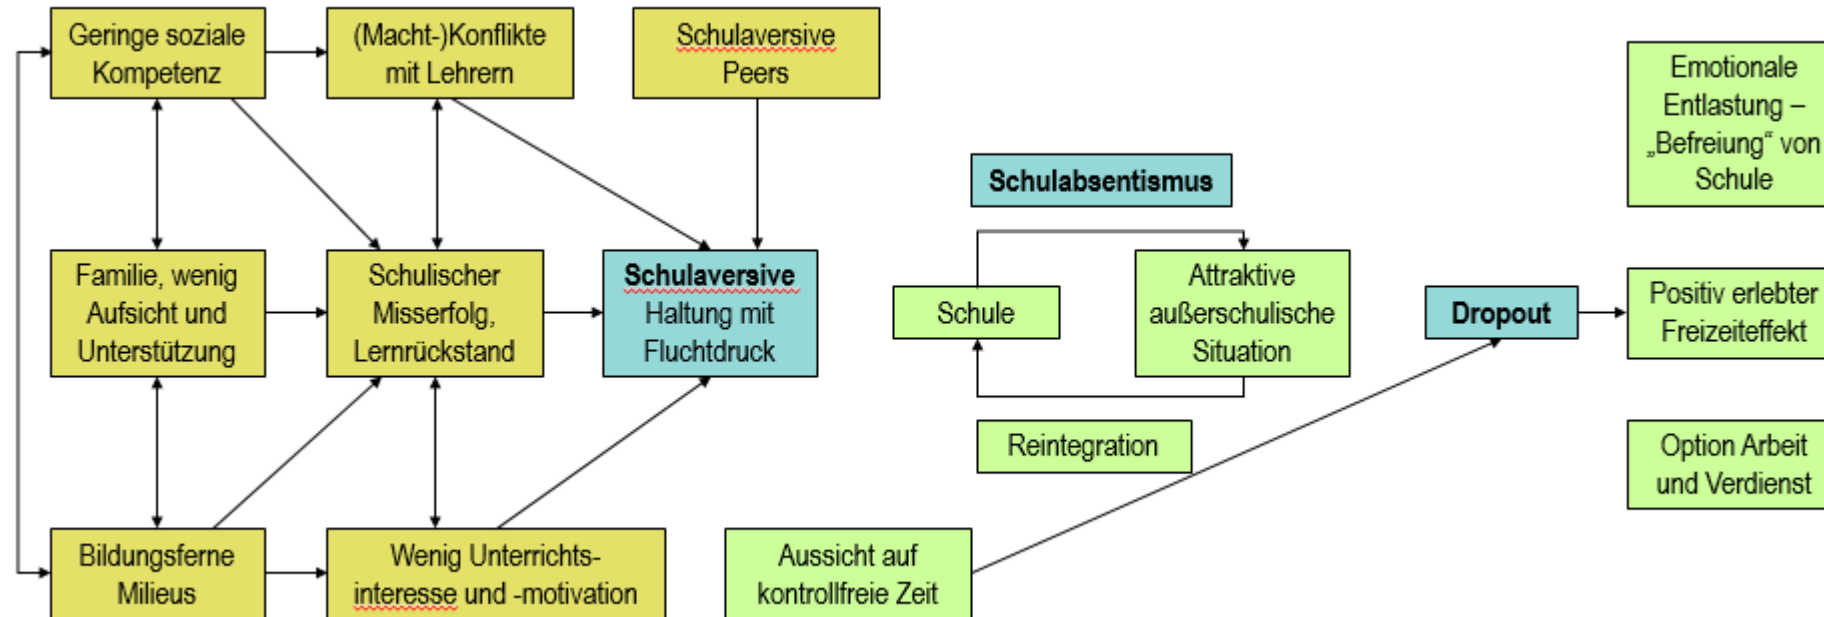 Geringe soziale
Kompetenz
(Macht-)Konflikte
mit Lehrern
Schulaversive
Peers
Emotionale
Entlastung –
„Befreiung“ von
Schule
Schulabsentismus
Familie, wenig
Aufsicht und
Unterstützung
Schulischer
Misserfolg,
Lernrückstand
Schulaversive
Haltung mit
Fluchtdruck
Schule
Attraktive
außerschulische
Situation
Dropout
Positiv erlebter
Freizeiteffekt
Reintegration
Option Arbeit
und Verdienst
Bildungsferne
Milieus
Wenig Unterrichts-
interesse und -motivation
Aussicht auf
kontrollfreie Zeit